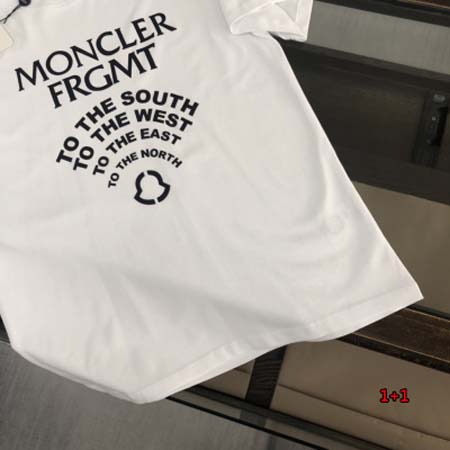 MONCLER
FRGMT
TO THE SOUTH
TO THE WEST
TO THE EAST
TO THE NORTH
1+1